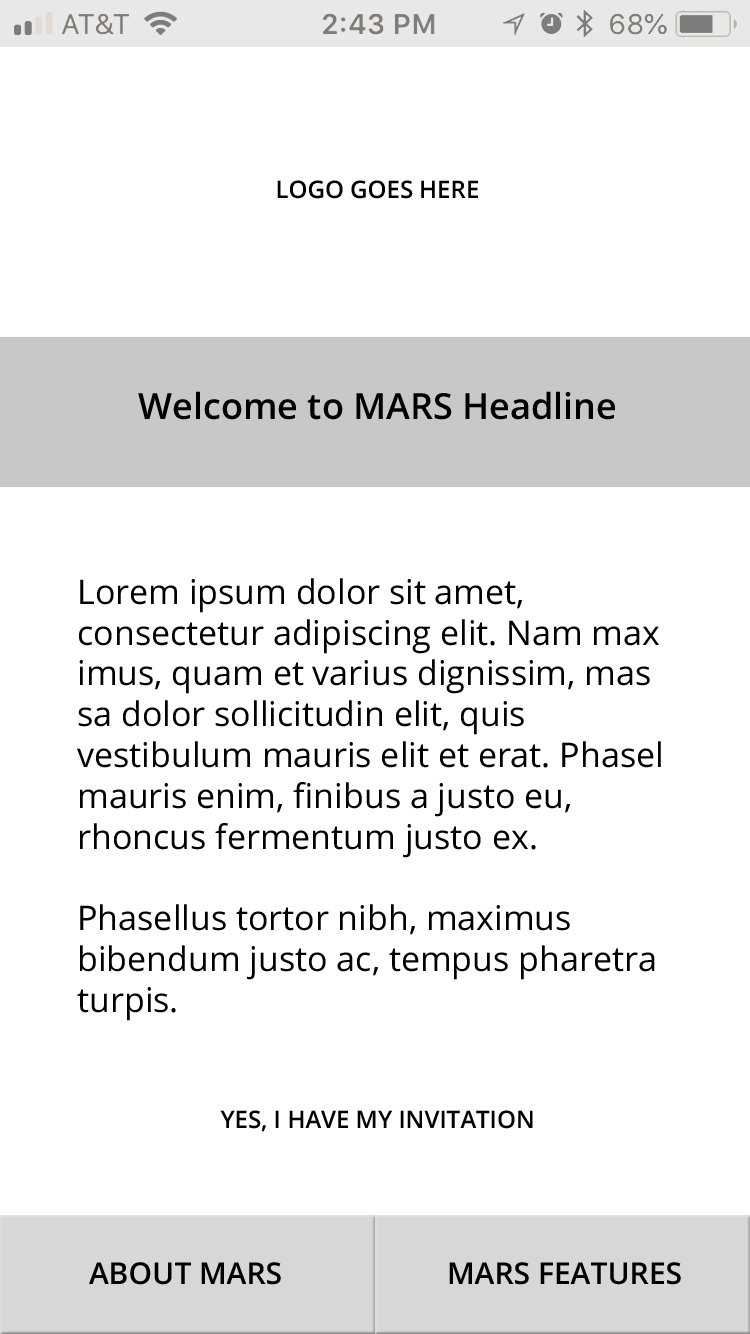 AT&T 2:43 PM 68%
LOGO GOES HERE
Welcome to MARS Headline
Lorem ipsum dolor sit amet,
consectetur adipiscing elit. Nam max
imus, quam et varius dignissim, mas
sa dolor sollicitudin elit, quis
vestibulum mauris elit et erat. Phasel
mauris enim, finibus a justo eu,
rhoncus fermentum justo ex.
Phasellus tortor nibh, maximus
bibendum justo ac, tempus pharetra
turpis.
YES, I HAVE MY INVITATION
ABOUT MARS MARS FEATURES